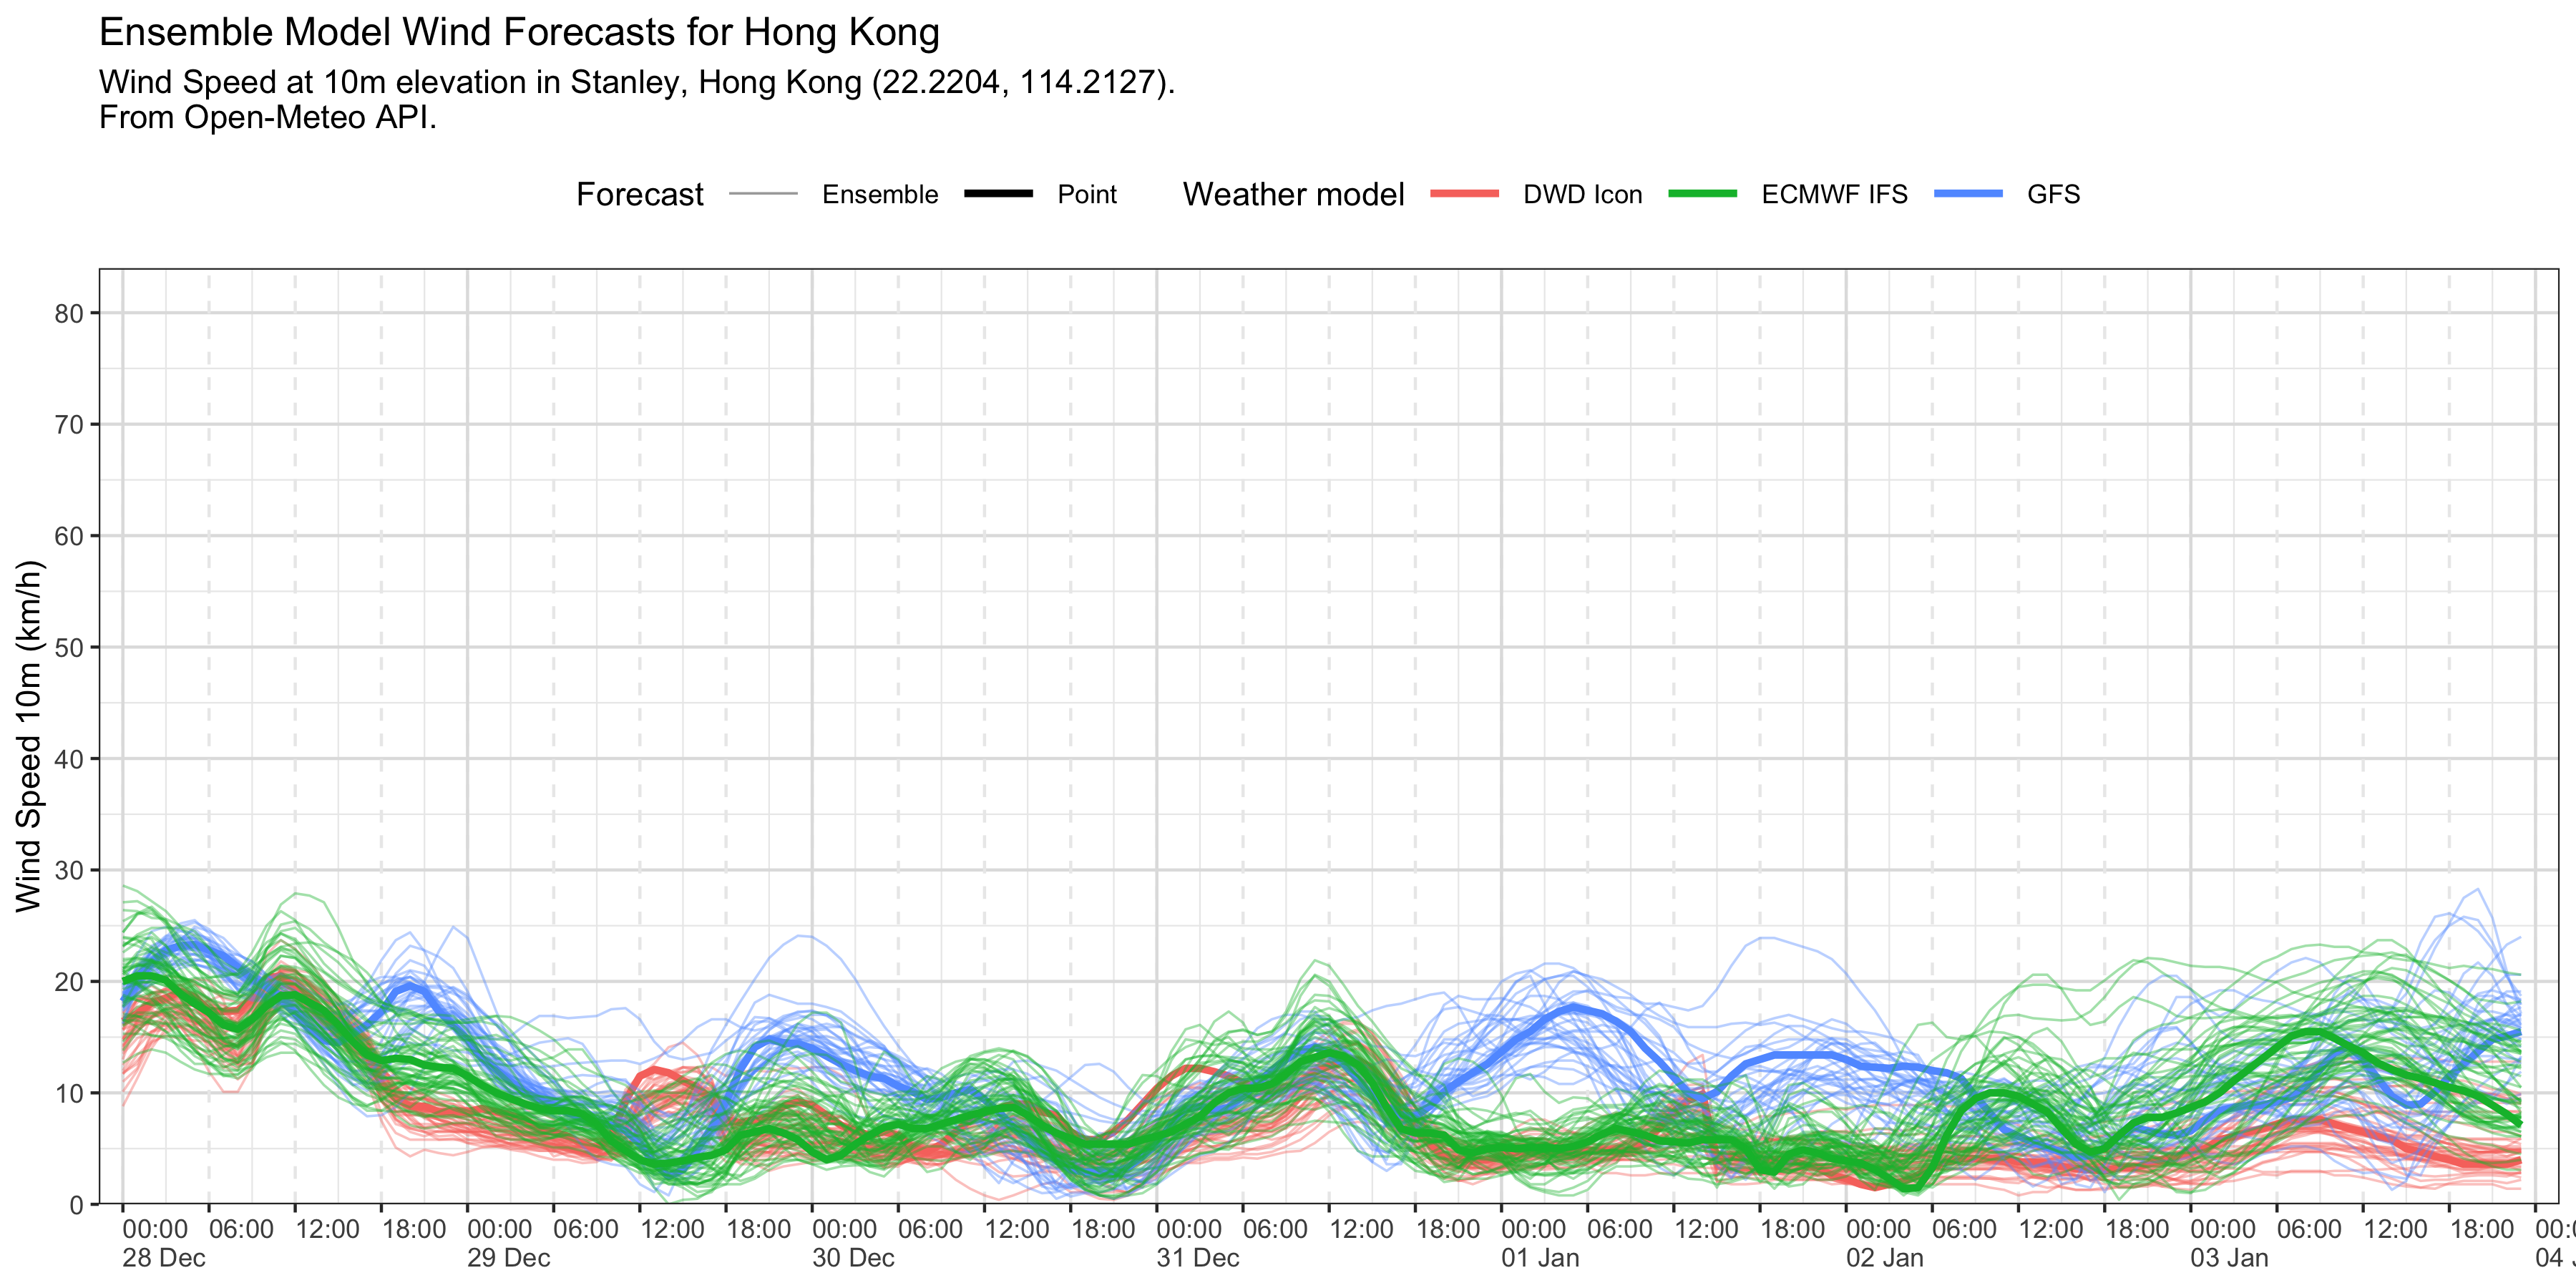 Ensemble Model Wind Forecasts for Hong Kong
Wind Speed at 10m elevation in Stanley, Hong Kong (22.2204, 114.2127).
From Open-Meteo API.
Forecast Ensemble Point Weather model DWD Icon ECMWF IFS GFS
Wind Speed 10m (km/h)
80
70
60
50
40
30
20
10
0
00:00 06:00 12:00 18:00 00:00 06:00 12:00 18:00 00:00 06:00 12:00 18:00 00:00 06:00 12:00 18:00 00:00 06:00 12:00 18:00 00:00 06:00 12:00 18:00 00:00 06:00 12:00 18:00 00:0
28 Dec 29 Dec 30 Dec 31 Dec 01 Jan 02 Jan 03 Jan 04 J